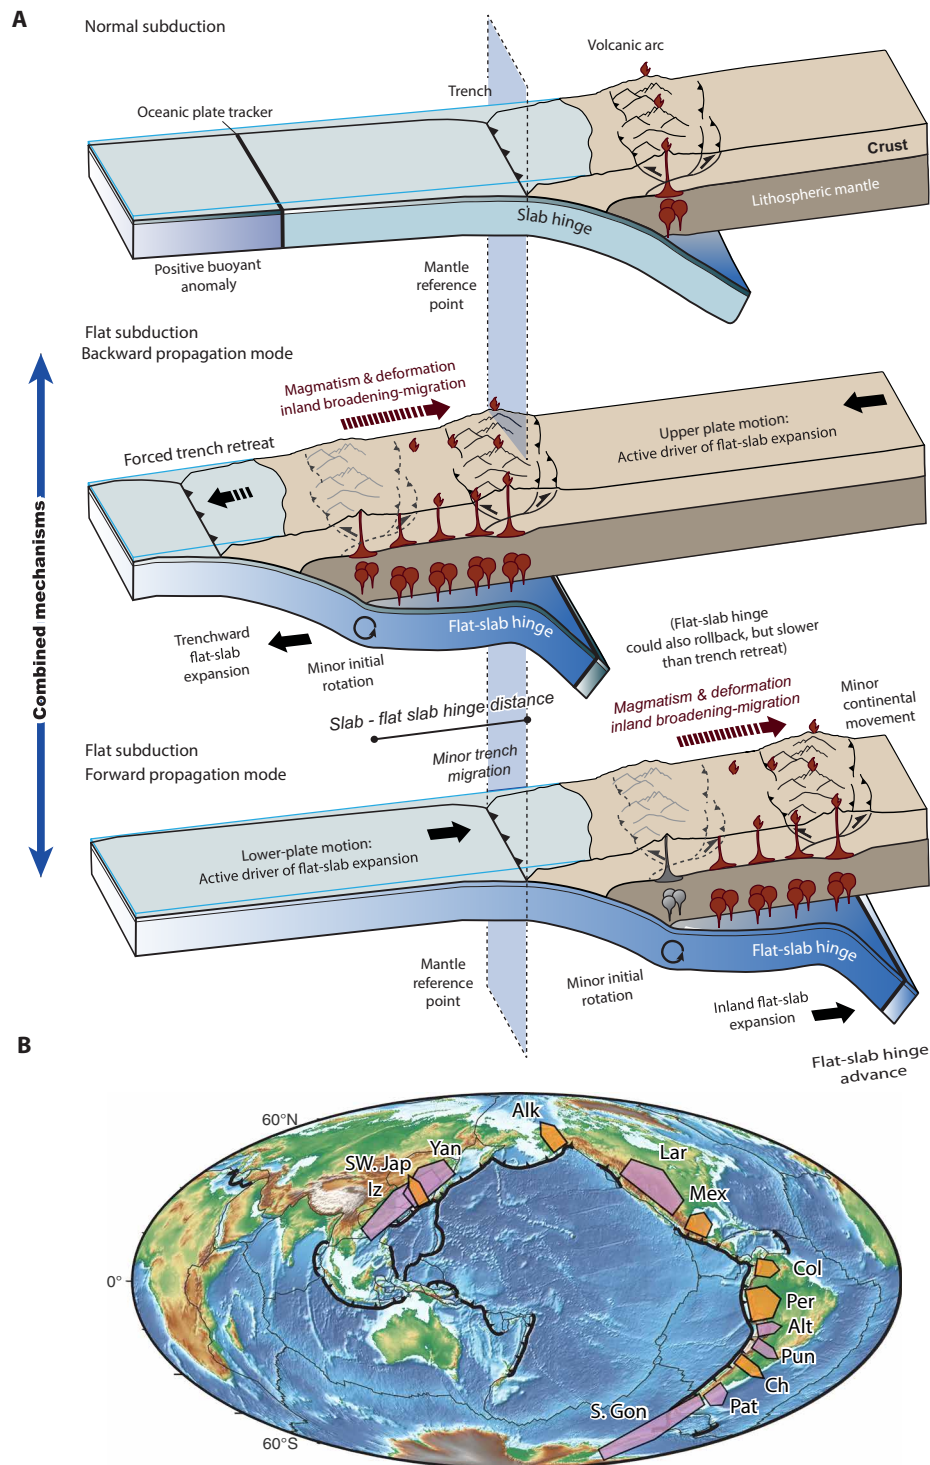 A
Normal subduction
Volcanic arc
Trench
Oceanic plate tracker
Crust
Lithospheric mantle
Slab hinge
Positive buoyant
anomaly
Mantle
reference
point
Flat subduction
Backward propagation mode
Magmatism & deformation
inland broadening-migration
Upper plate motion:
Active driver of flat-slab expansion
Forced trench retreat
Combined mechanisms
Flat-slab hinge
(Flat-slab hinge
could also rollback, but slower
than trench retreat)
Trenchward
flat-slab
expansion
Minor initial
rotation
Slab - flat slab hinge distance
Magmatism & deformation
inland broadening-migration
Minor
continental
movement
Flat subduction
Forward propagation mode
Minor trench
migration
Lower-plate motion:
Active driver of flat-slab expansion
Flat-slab hinge
Mantle
reference
point
Minor initial
rotation
Inland flat-slab
expansion
Flat-slab hinge
advance
B
60°N
Alk
Yan
SW. Jap
Iz
Lar
Mex
0°
Col
Per
Alt
Pun
Ch
Pat
S. Gon
60°S